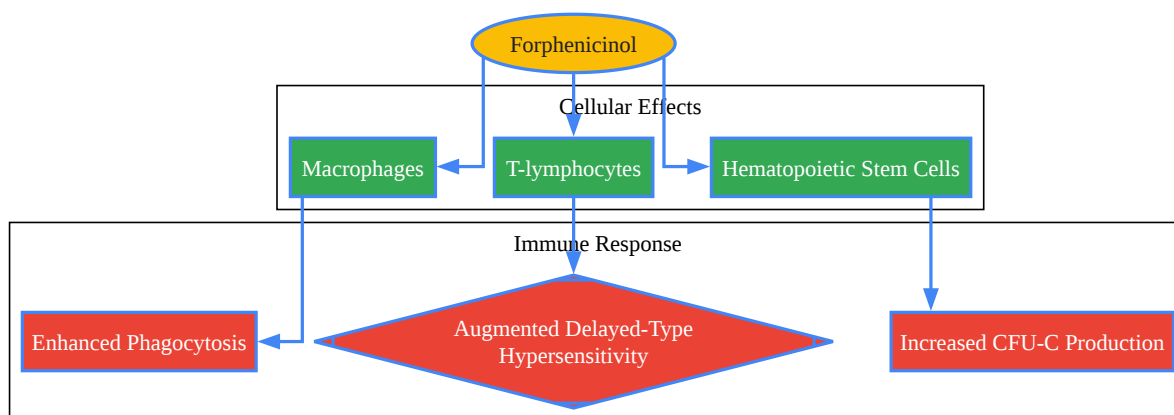 Forphenicinol
Cellular Effects
Macrophages
T-lymphocytes
Hematopoietic Stem Cells
Immune Response
Enhanced Phagocytosis
Augmented Delayed-Type
Hypersensitivity
Increased CFU-C Production